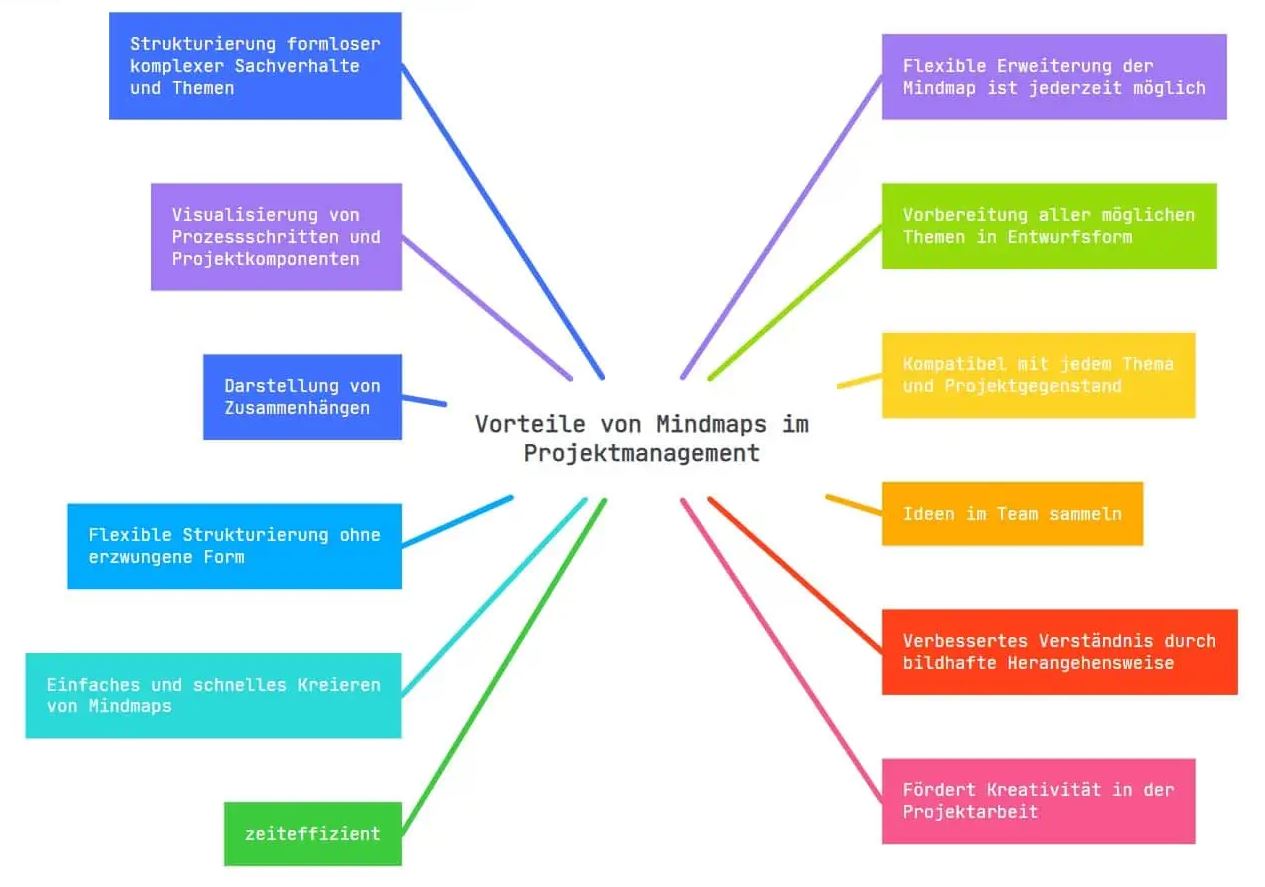 Strukturierung formloser
komplexer Sachverhalte
und Themen
Visualisierung von
Prozessschritten und
Projektkomponenten
Darstellung von
Zusammenhängen
Flexible Strukturierung ohne
erzwungene Form
Einfaches und schnelles Kreieren
von Mindmaps
zeiteffizient
Vorteile von Mindmaps im
Projektmanagement
Flexible Erweiterung der
Mindmap ist jederzeit möglich
Vorbereitung aller möglichen
Themen in Entwurfsform
Kompatibel mit jedem Thema
und Projektgegenstand
Ideen im Team sammeln
Verbessertes Verständnis durch
bildhafte Herangehensweise
Fördert Kreativität in der
Projektarbeit